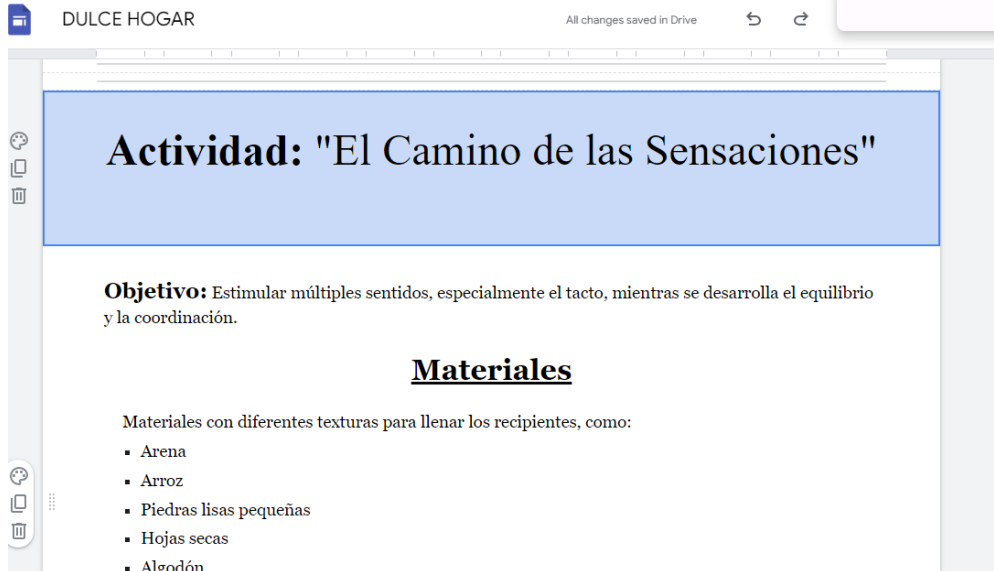 DULCE HOGAR
All changes saved in Drive
Actividad: "El Camino de las Sensaciones"
Objetivo: Estimular múltiples sentidos, especialmente el tacto, mientras se desarrolla el equilibrio
y la coordinación.
Materiales
Materiales con diferentes texturas para llenar los recipientes, como:
▪ Arena
▪ Arroz
▪ Piedras lisas pequeñas
▪ Hojas secas
▪ Algodón